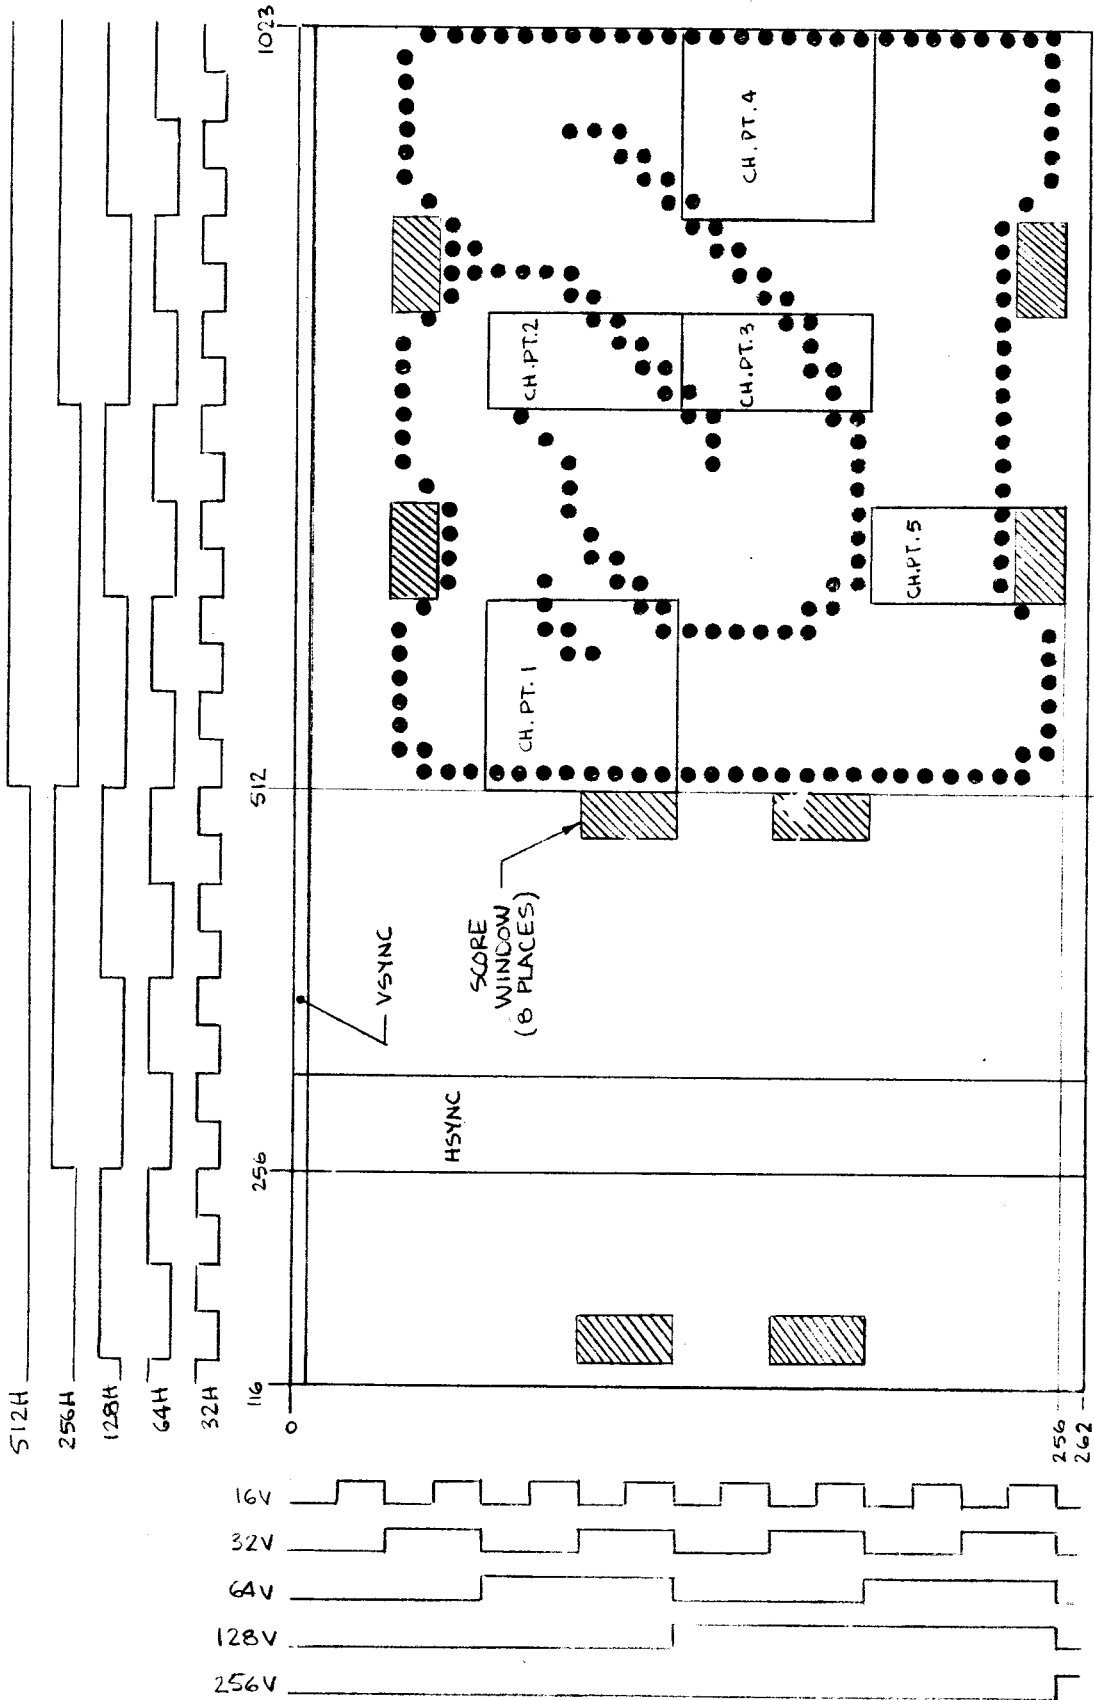 512H
256H
128H
64H
32H
116
256
512
1023
0
256
262
HSYNC
VSYNC
SCORE
WINDOW
(8 PLACES)
CH. PT. 1
CH. PT. 2
CH. PT. 3
CH. PT. 4
CH. PT. 5
16V
32V
64V
128V
256V